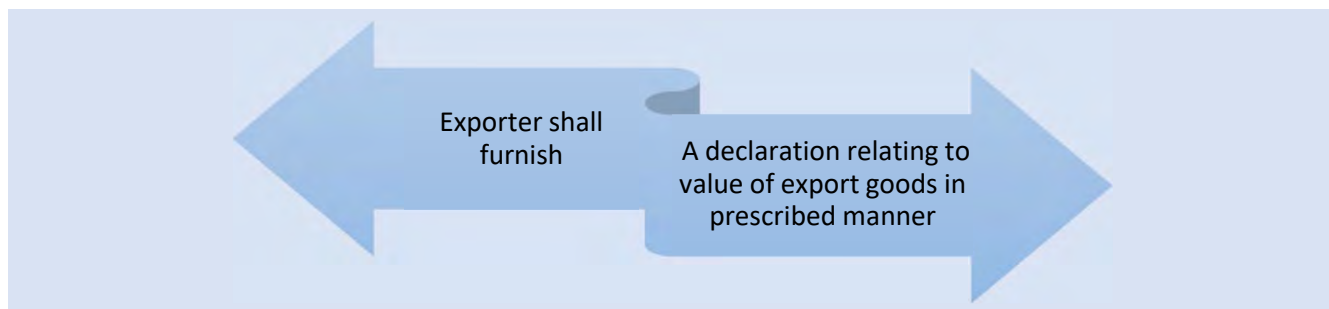 Exporter shall
furnish
A declaration relating to
value of export goods in
prescribed manner